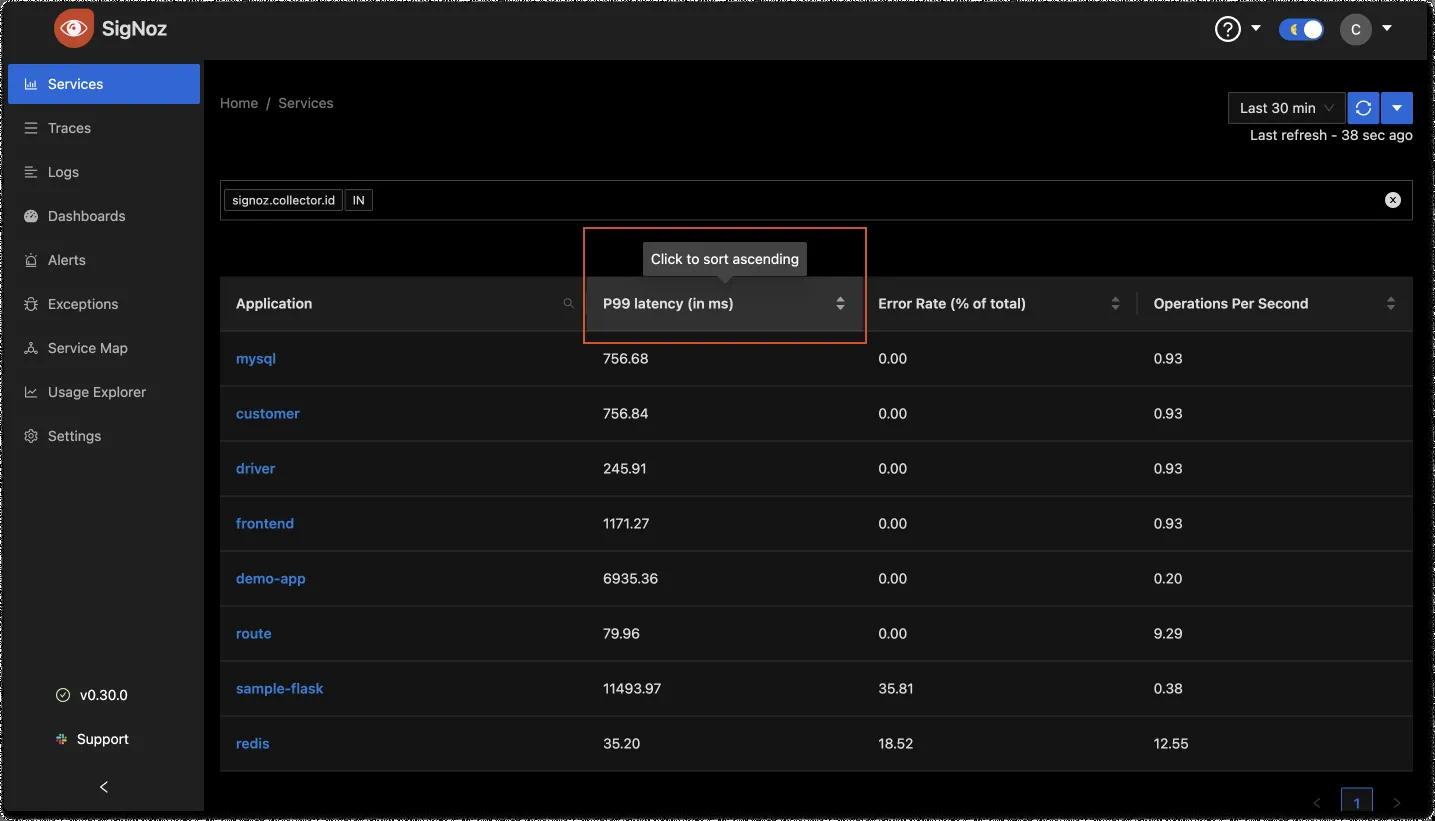 SigNoz
C
Services
Traces
Logs
Dashboards
Alerts
Exceptions
Service Map
Usage Explorer
Settings
v0.30.0
Support
Home / Services
Last 30 min
Last refresh - 38 sec ago
signoz.collector.id IN
Click to sort ascending
Application P99 latency (in ms) Error Rate (% of total) Operations Per Second
mysql 756.68 0.00 0.93
customer 756.84 0.00 0.93
driver 245.91 0.00 0.93
frontend 1171.27 0.00 0.93
demo-app 6935.36 0.00 0.20
route 79.96 0.00 9.29
sample-flask 11493.97 35.81 0.38
redis 35.20 18.52 12.55
1